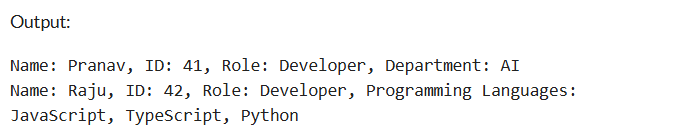 Output:
Name: Pranav, ID: 41, Role: Developer, Department: AI
Name: Raju, ID: 42, Role: Developer, Programming Languages:
JavaScript, TypeScript, Python